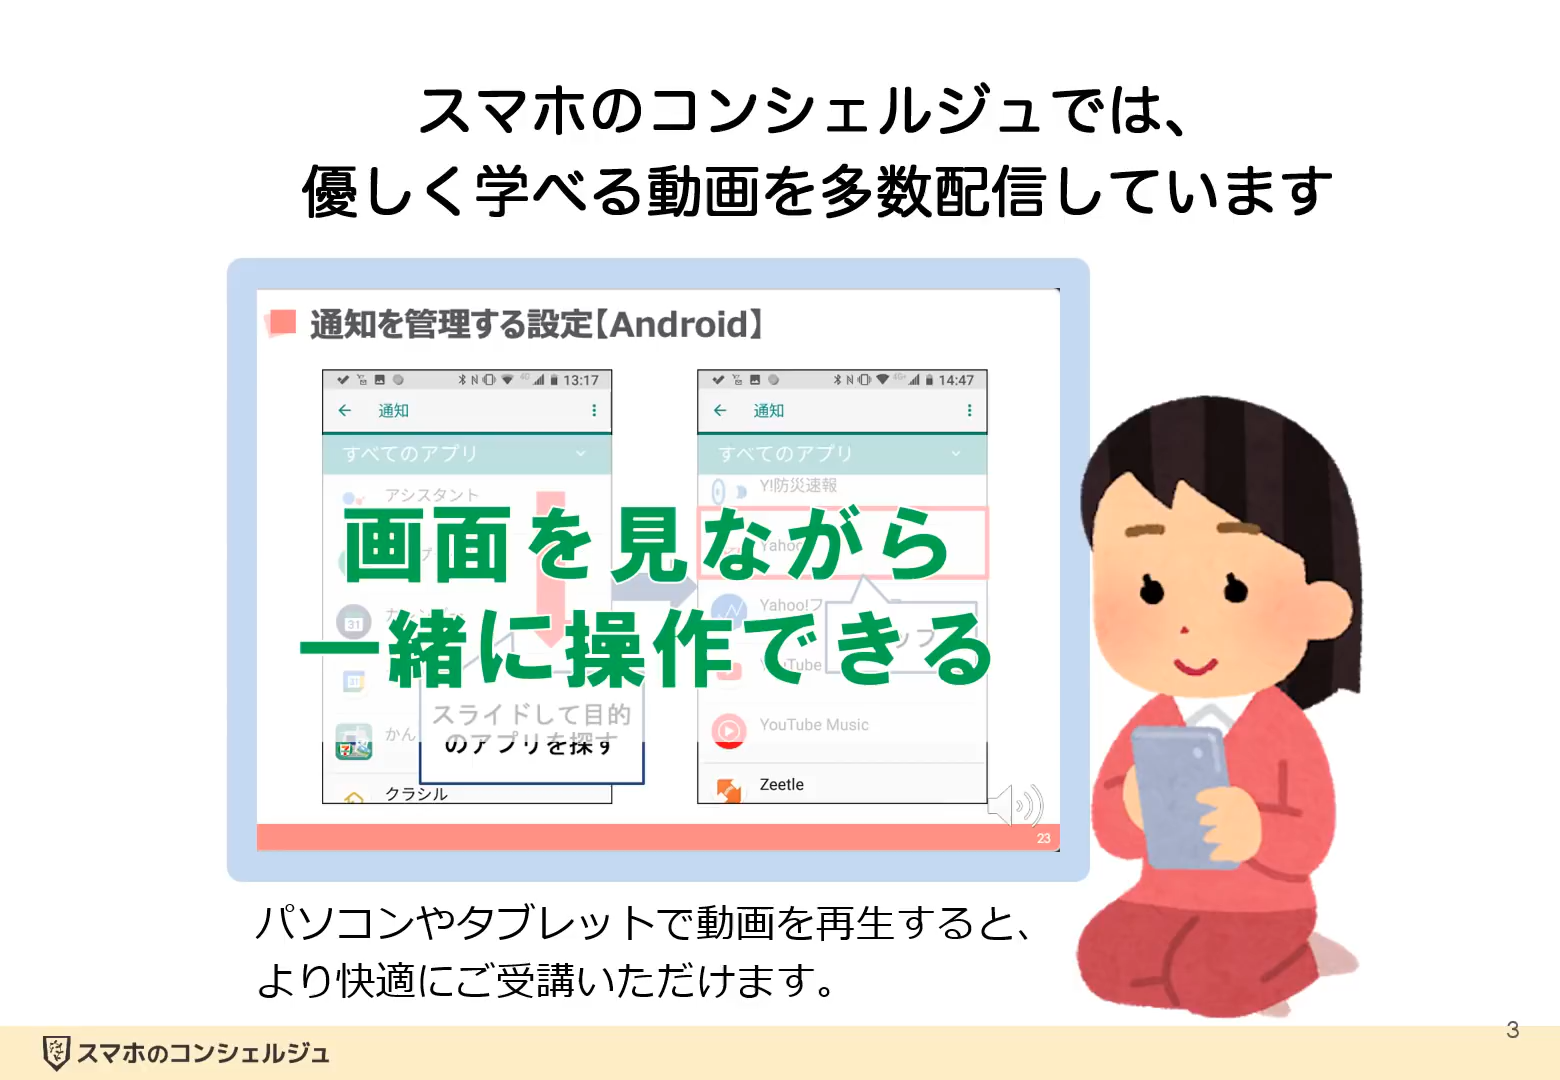 スマホのコンシェルジュでは、
優しく学べる動画を多数配信しています
通知を管理する設定【Android】
13:17
通知
すべてのアプリ
アシスタント
31
31
かん
クラシル
スライドして目的
のアプリを探す
14:47
通知
すべてのアプリ
Y!防災速報
Yahoo
Yahoo!フ
YouTube
YouTube Music
Zeetle
画面を見ながら
一緒に操作できる
23
パソコンやタブレットで動画を再生すると、
より快適にご受講いただけます。
スマホのコンシェルジュ
3